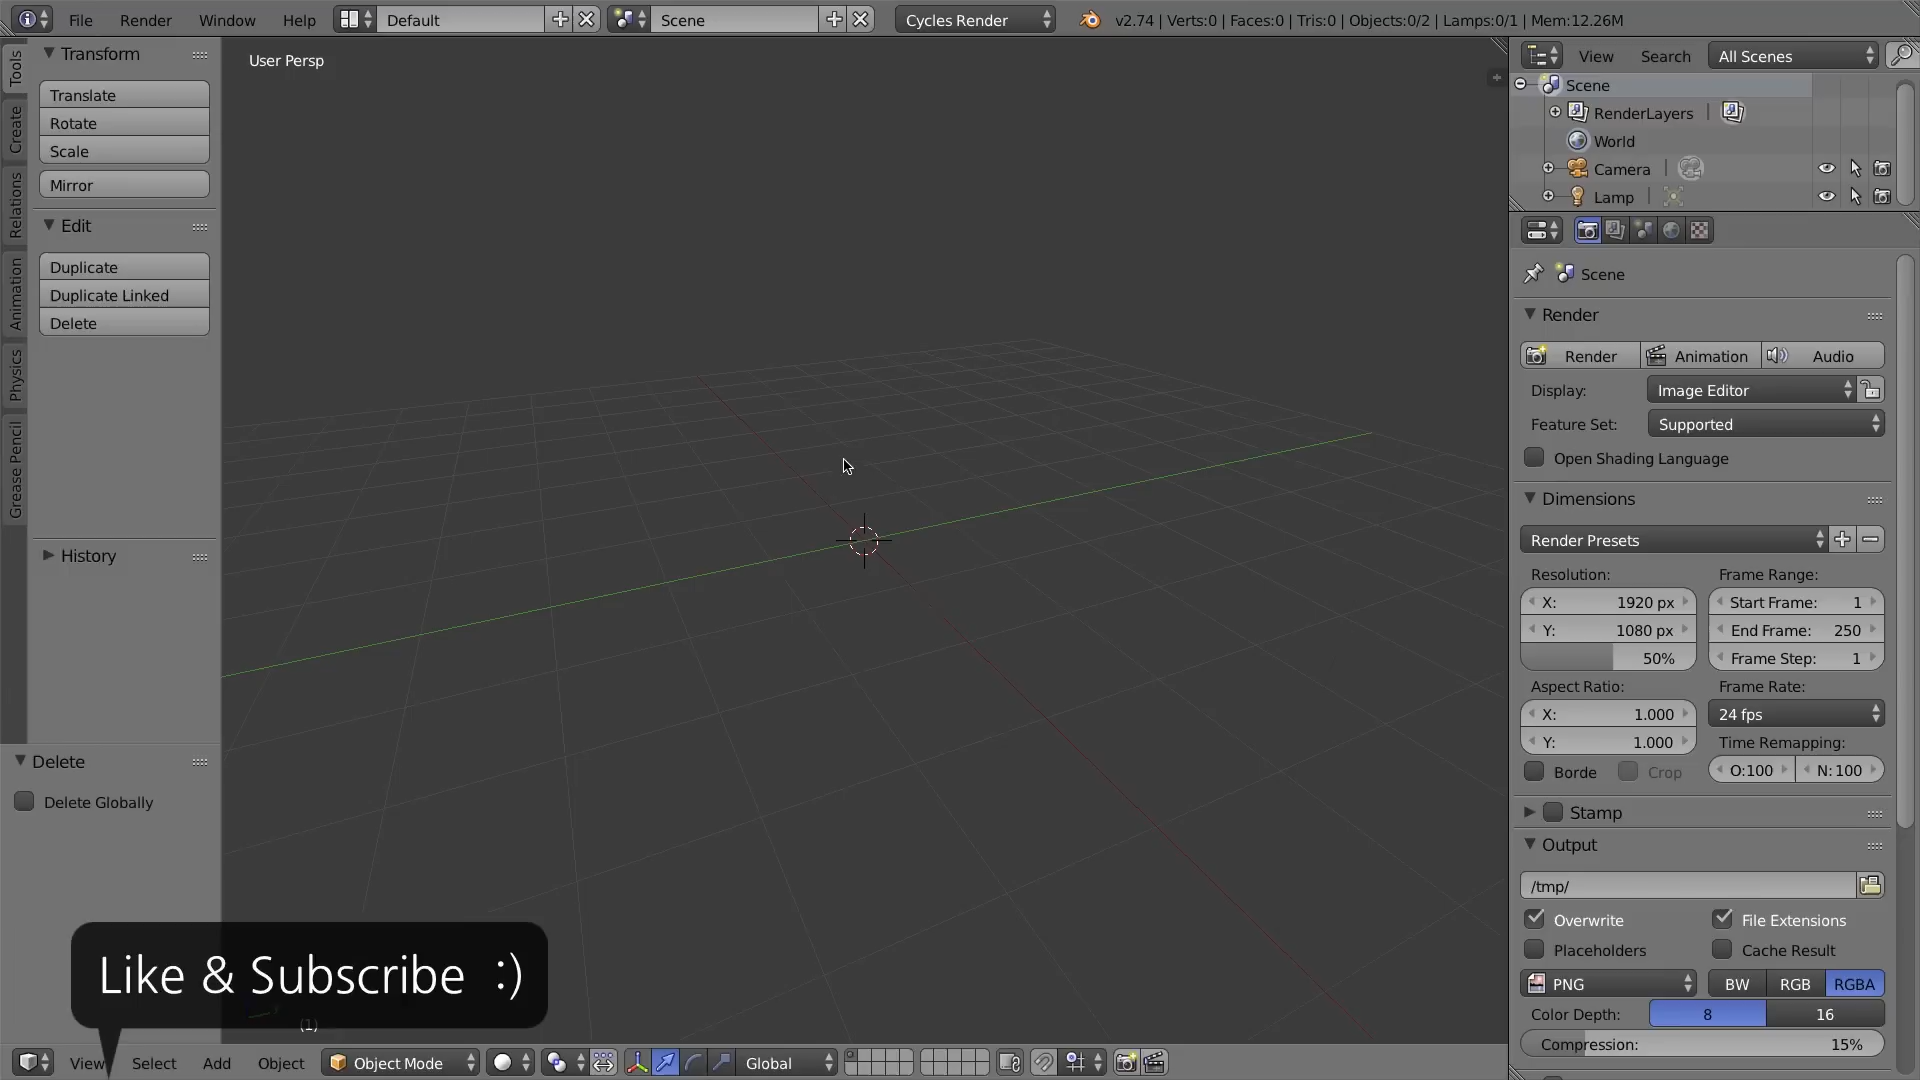 File Render Window Help Default Scene Cycles Render v2.74 | Verts:0 | Faces:0 | Tris:0 | Objects:0/2 | Lamps:0/1 | Mem:12.26M
Tools
Create
Relations
Animation
Physics
Grease Pencil
Transform
Translate
Rotate
Scale
Mirror
Edit
Duplicate
Duplicate Linked
Delete
History
Delete
Delete Globally
User Persp
Like & Subscribe :)
(1)
View Select Add Object Object Mode Global
View Search All Scenes
Scene
RenderLayers |
World
Camera |
Lamp |
Scene
Render
Render Animation Audio
Display: Image Editor
Feature Set: Supported
Open Shading Language
Dimensions
Render Presets
Resolution: Frame Range:
X: 1920 px Start Frame: 1
Y: 1080 px End Frame: 250
50% Frame Step: 1
Aspect Ratio: Frame Rate:
X: 1.000 24 fps
Y: 1.000 Time Remapping:
Borde Crop O:100 N: 100
Stamp
Output
/tmp/
Overwrite File Extensions
Placeholders Cache Result
PNG BW RGB RGBA
Color Depth: 8 16
Compression: 15%